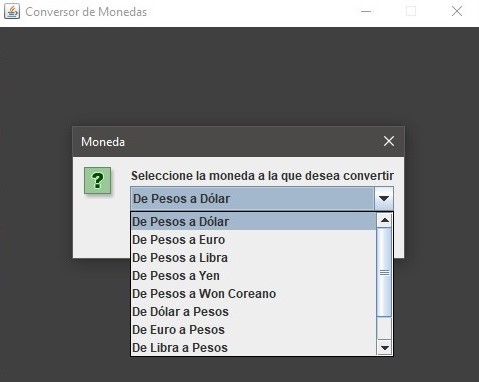 Conversor de Monedas
Moneda
?
Seleccione la moneda a la que desea convertir
De Pesos a Dólar
De Pesos a Dólar
De Pesos a Euro
De Pesos a Libra
De Pesos a Yen
De Pesos a Won Coreano
De Dólar a Pesos
De Euro a Pesos
De Libra a Pesos